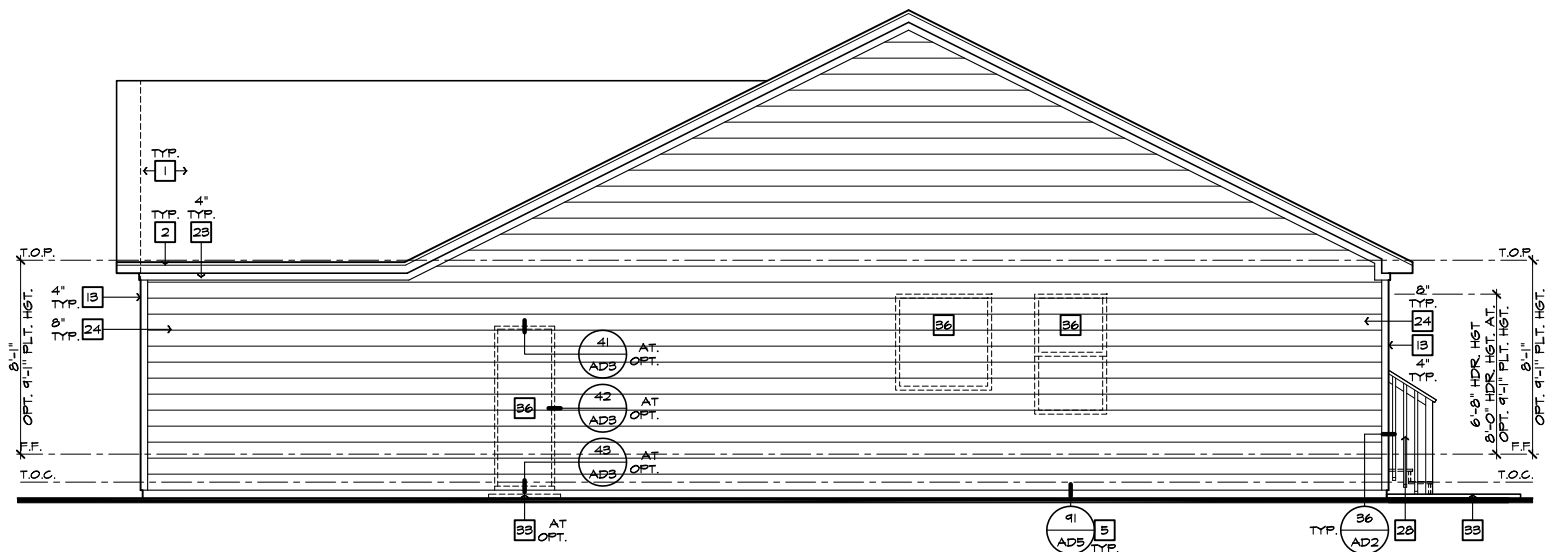 TYP.
1
4"
TYP.
TYP.
2
23
T.O.P.
T.O.P.
4"
TYP.
13
8"
TYP.
24
8'-1"
OPT. 9'-1" PLT. HGT.
36
36
8"
TYP.
24
13
4"
TYP.
6'-8" HDR. HGT
8'-0" HDR. HGT. AT.
OPT. 9'-1" PLT. HGT.
8'-1"
OPT. 9'-1" PLT. HGT.
41
AD3
AT.
OPT.
36
42
AD3
AT
OPT.
43
AD3
AT
OPT.
F.F.
F.F.
T.O.C.
T.O.C.
33
AT
OPT.
91
AD5
5
TYP.
TYP.
36
AD2
28
33